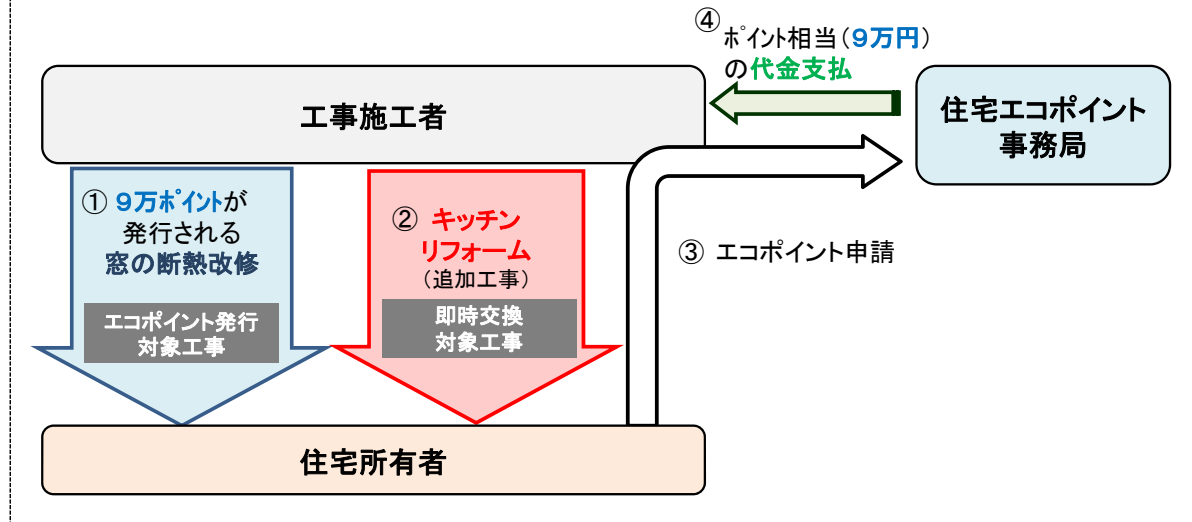 ④
ﾎﾟｲﾝﾄ相当（９万円）
の代金支払
工事施工者
住宅エコポイント
事務局
① ９万ﾎﾟｲﾝﾄが
発行される
窓の断熱改修
エコポイント発行
対象工事
② キッチン
リフォーム
（追加工事）
即時交換
対象工事
③ エコポイント申請
住宅所有者